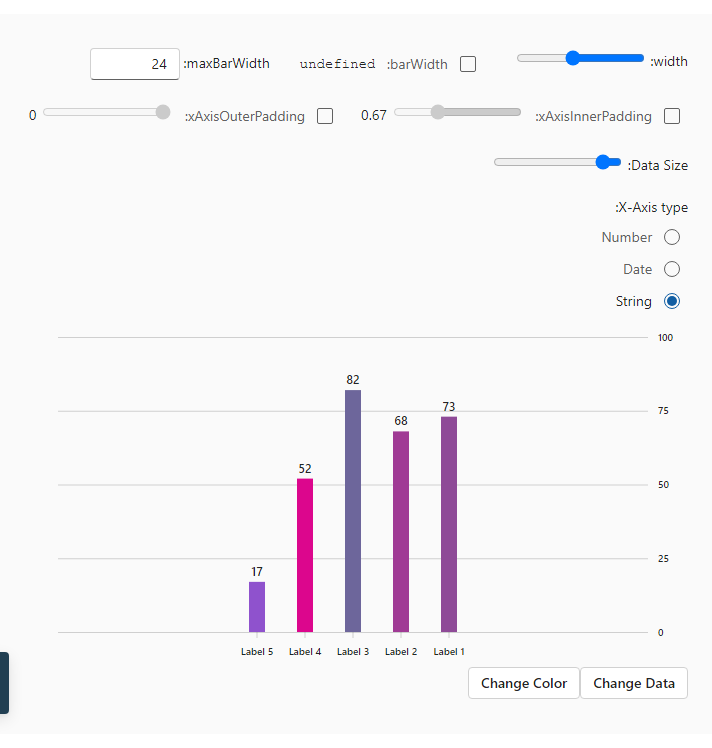 width:
barWidth: undefined
maxBarWidth: 24
xAxisInnerPadding: 0.67
xAxisOuterPadding: 0
Data Size:
X-Axis type:
Number
Date
String
100
75
50
25
0
73
68
82
52
17
Label 1
Label 2
Label 3
Label 4
Label 5
Change Data
Change Color